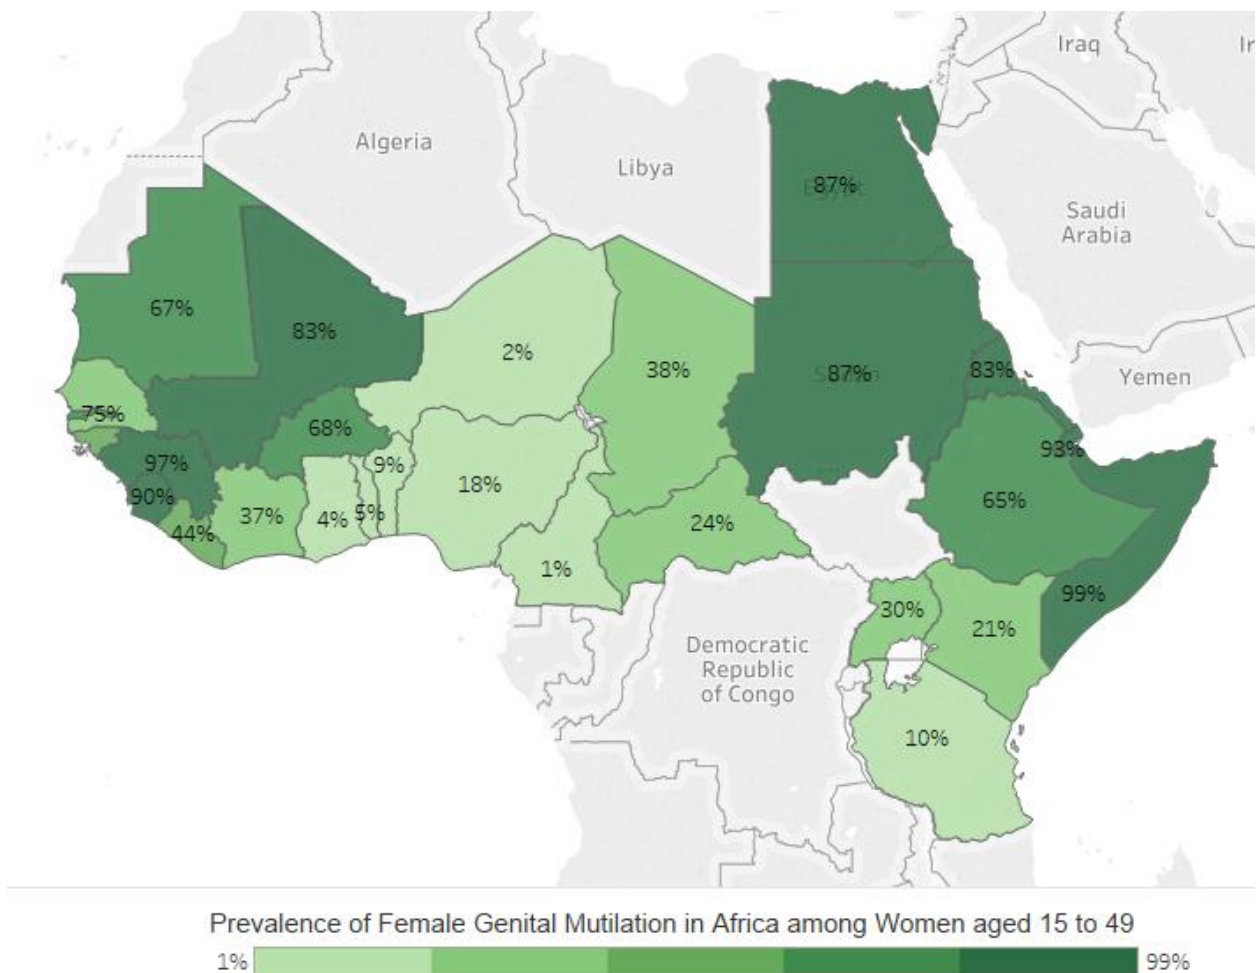 Iraq
Algeria
Libya
87%
Saudi
Arabia
67%
83%
2%
38%
87%
83%
Yemen
75%
68%
93%
97%
9%
90%
18%
65%
44%
37%
4%
5%
24%
1%
99%
30%
21%
Democratic
Republic
of Congo
10%
Prevalence of Female Genital Mutilation in Africa among Women aged 15 to 49
1%
99%